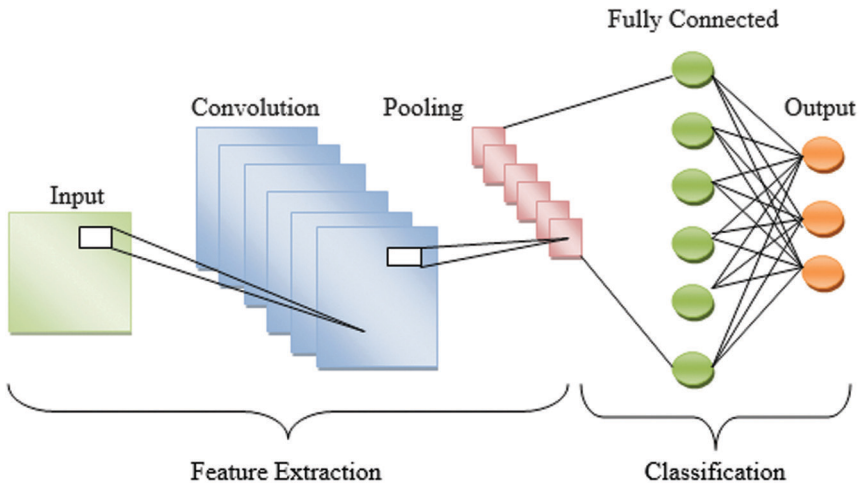 Fully Connected
Convolution
Pooling
Output
Input
Feature Extraction
Classification